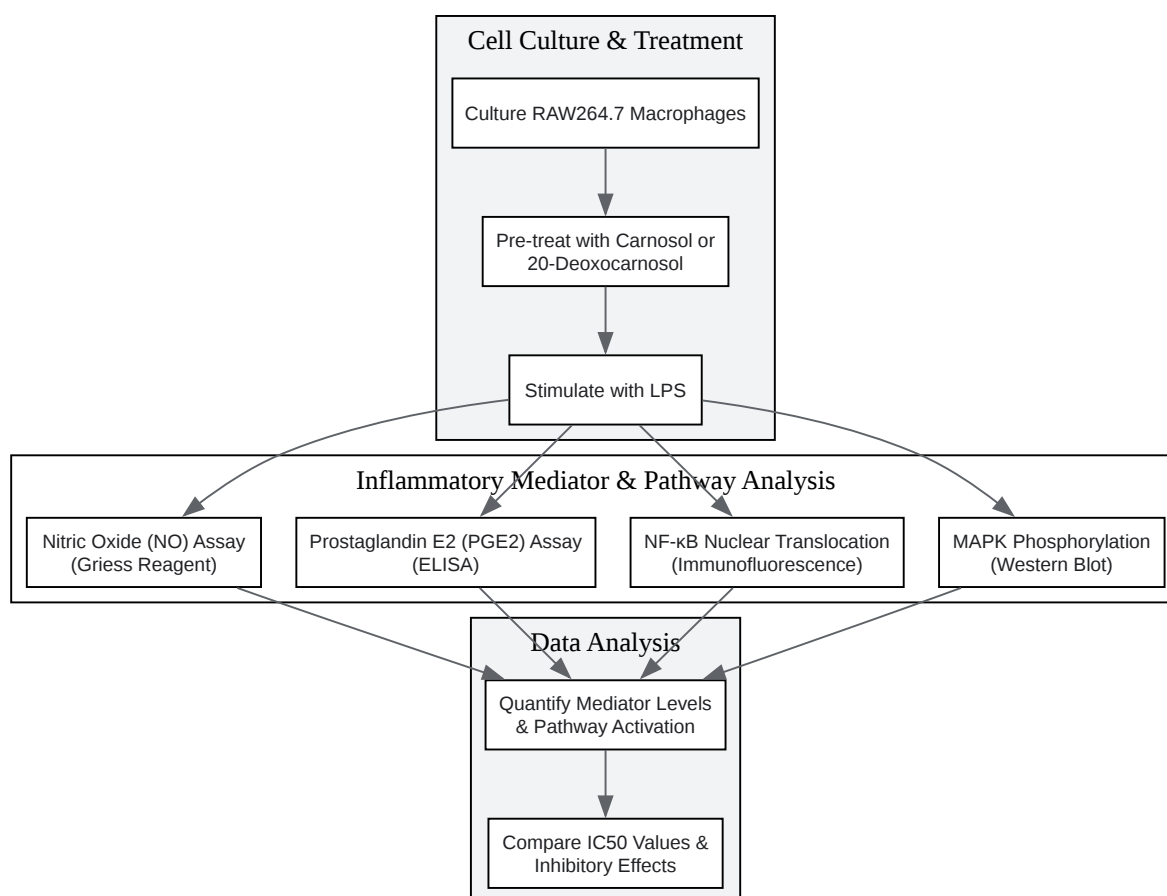 Cell Culture & Treatment
Culture RAW264.7 Macrophages
Pre-treat with Carnosol or
20-Deoxocarnosol
Stimulate with LPS
Inflammatory Mediator & Pathway Analysis
Nitric Oxide (NO) Assay
(Griess Reagent)
Prostaglandin E2 (PGE2) Assay
(ELISA)
NF-κB Nuclear Translocation
(Immunofluorescence)
MAPK Phosphorylation
(Western Blot)
Data Analysis
Quantify Mediator Levels
& Pathway Activation
Compare IC50 Values &
Inhibitory Effects